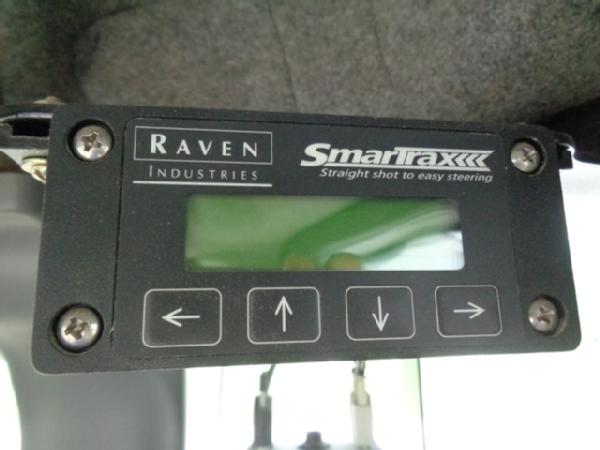 RAVEN
INDUSTRIES
SmarTrax
Straight shot to easy steering